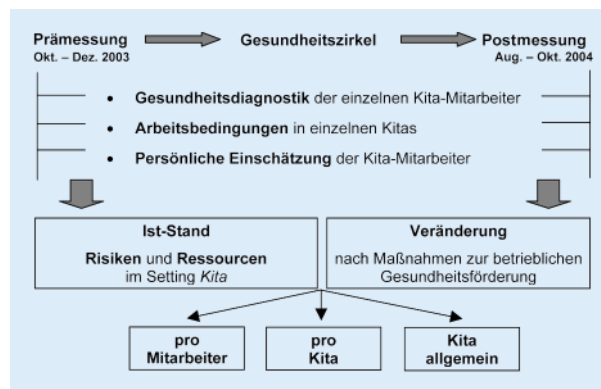 Prämessung Gesundheitszirkel Postmessung
Okt. – Dez. 2003 Aug. – Okt. 2004
• Gesundheitsdiagnostik der einzelnen Kita-Mitarbeiter
• Arbeitsbedingungen in einzelnen Kitas
• Persönliche Einschätzung der Kita-Mitarbeiter
Ist-Stand
Risiken und Ressourcen
im Setting Kita
Veränderung
nach Maßnahmen zur betrieblichen
Gesundheitsförderung
pro
Mitarbeiter
pro
Kita
Kita
allgemein